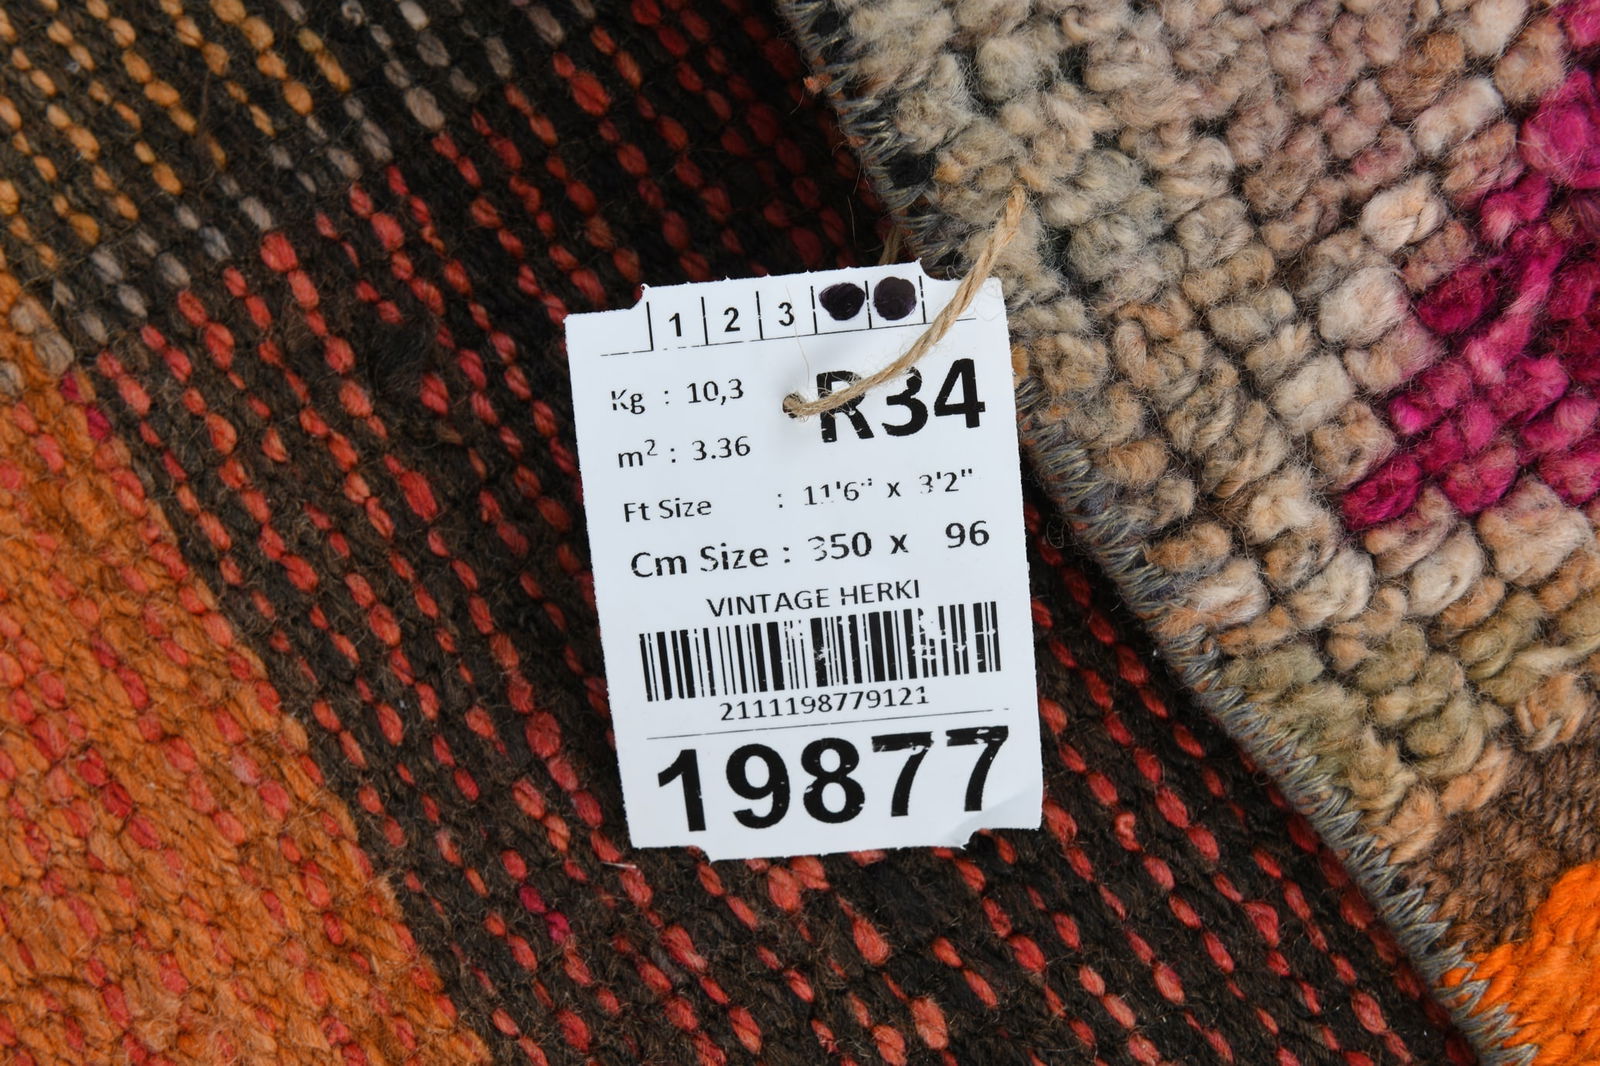 1 2 3
R34
Kg : 10,3
m² : 3.36
Ft Size : 11'6" x 3'2"
Cm Size : 350 x 96
VINTAGE HERKI
2111198779121
19877